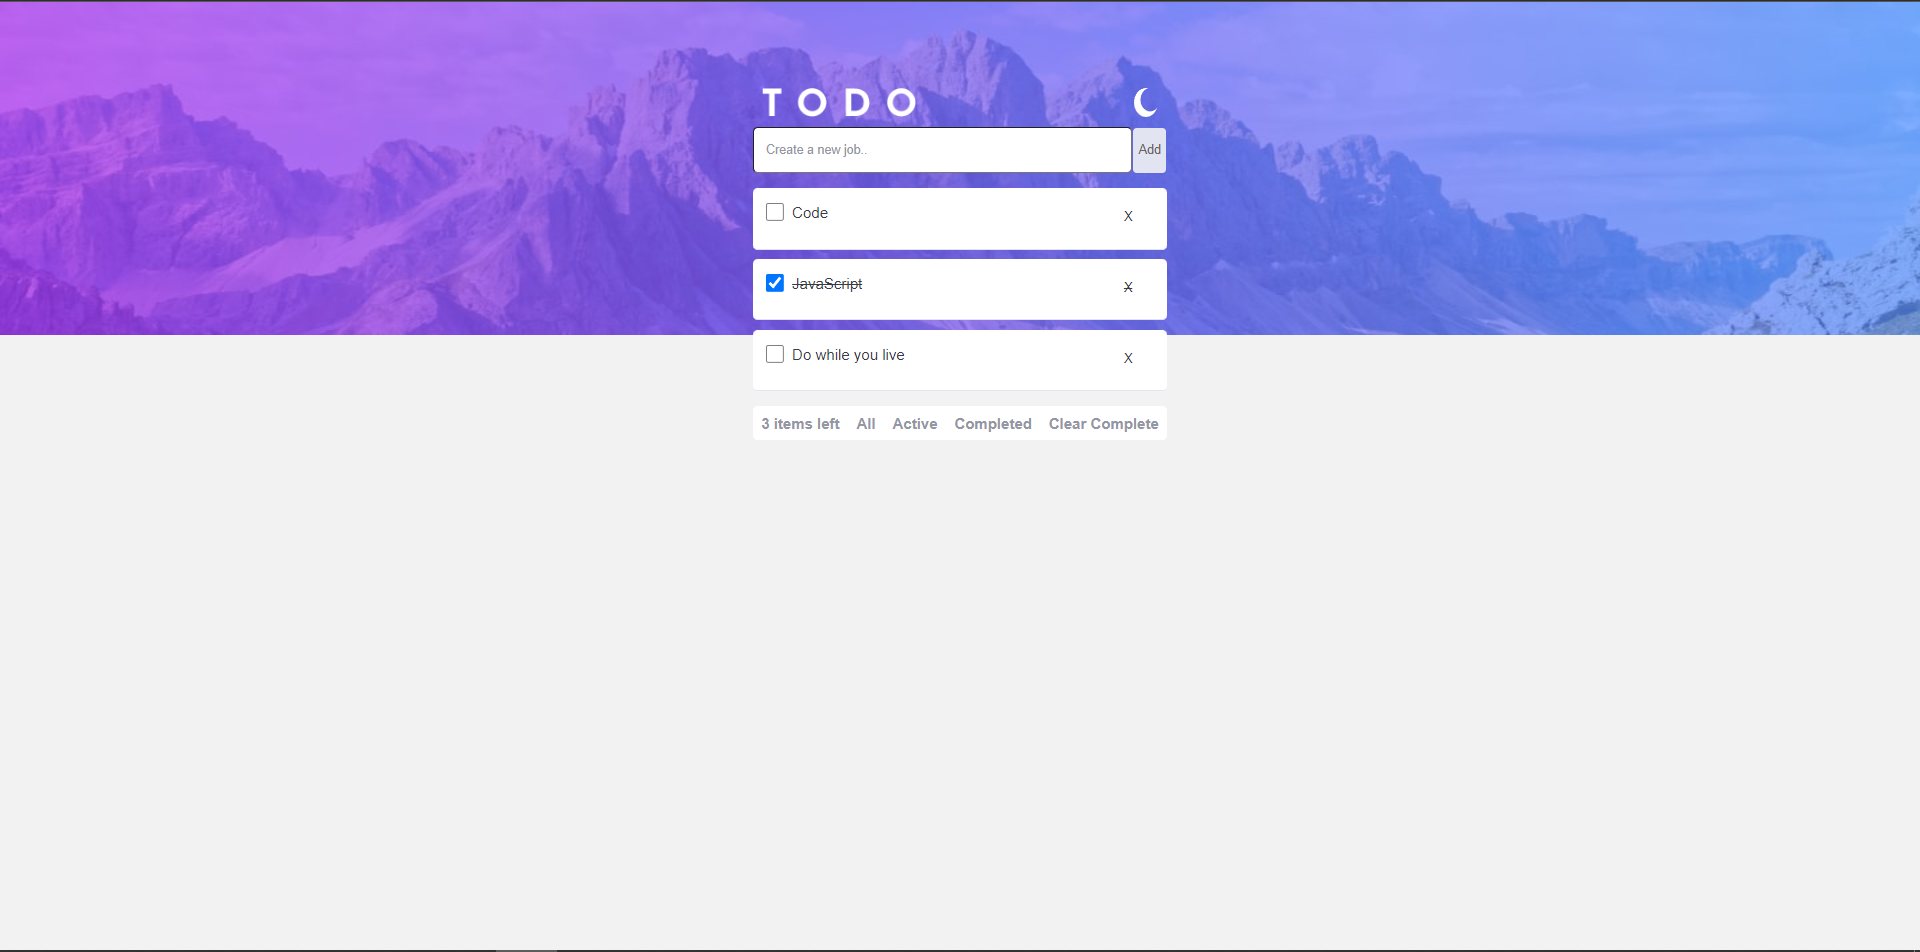 TODO
Create a new job..
Add
Code X
JavaScript X
Do while you live X
3 items left All Active Completed Clear Complete